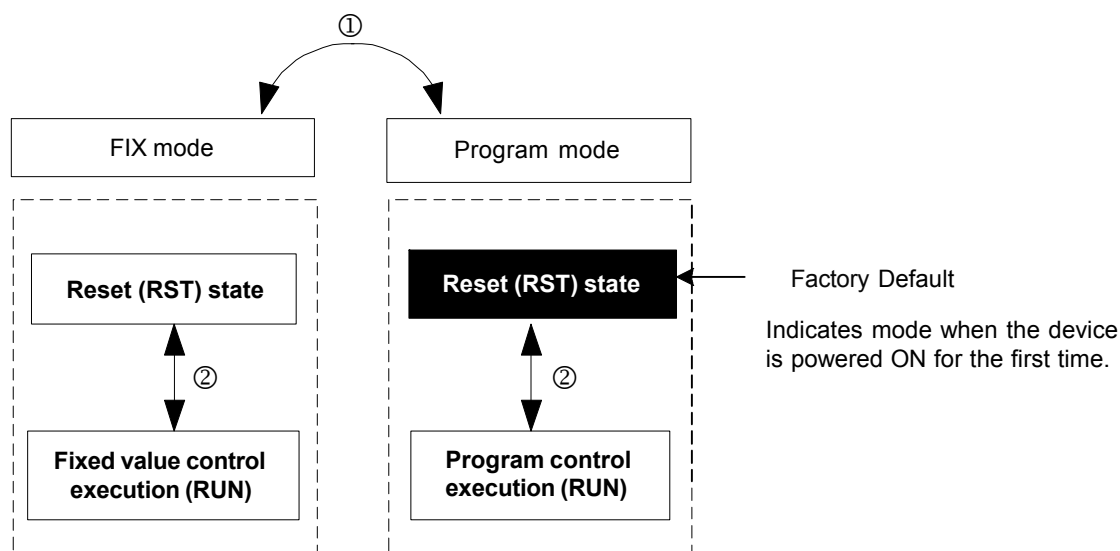 ①
FIX mode
Program mode
Reset (RST) state
Reset (RST) state
Factory Default
Indicates mode when the device
is powered ON for the first time.
②
②
Fixed value control
execution (RUN)
Program control
execution (RUN)